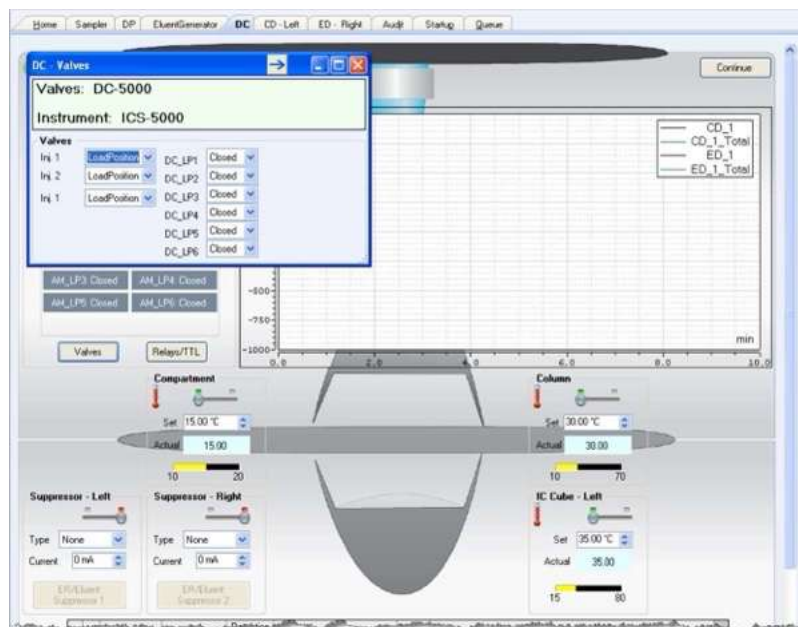 Home Sampler DP EluentGenerator DC CD - Left ED - Right Audit Startup Queue
DC - Valves
Continue
Valves: DC-5000
Instrument: ICS-5000
Valves
Inj. 1 LoadPosition DC_LP1 Closed
Inj. 2 LoadPosition DC_LP2 Closed
Inj. 1 LoadPosition DC_LP3 Closed
DC_LP4 Closed
DC_LP5 Closed
DC_LP6 Closed
CD_1
CD_1_Total
ED_1
ED_1_Total
AM_LP3: Closed AM_LP4: Closed
AM_LP5: Closed AM_LP6: Closed
-500
-750
-1000
min
0.0 2.0 4.0 6.0 8.0 10.0
Valves Relays/TTL
Compartment
Set 15.00 °C
Actual 15.00
10 20
Column
Set 30.00 °C
Actual 30.00
10 70
Suppressor - Left
Type None
Current 0 mA
Suppressor 1
Suppressor - Right
Type None
Current 0 mA
Suppressor 2
IC Cube - Left
Set 35.00 °C
Actual 35.00
15 80